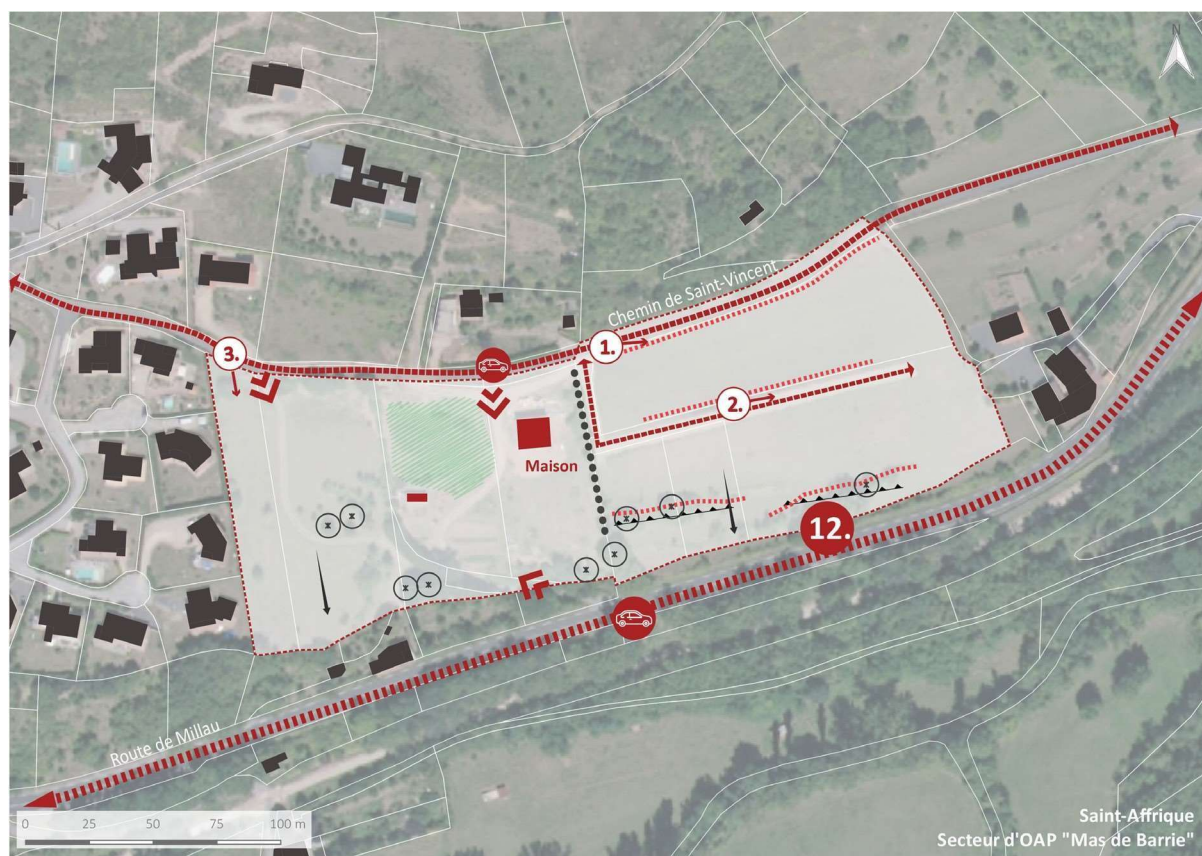 N
Chemin de Saint-Vincent
3.
1.
2.
Maison
12.
Route de Millau
0 25 50 75 100 m
Saint-Affrique
Secteur d'OAP "Mas de Barrie"